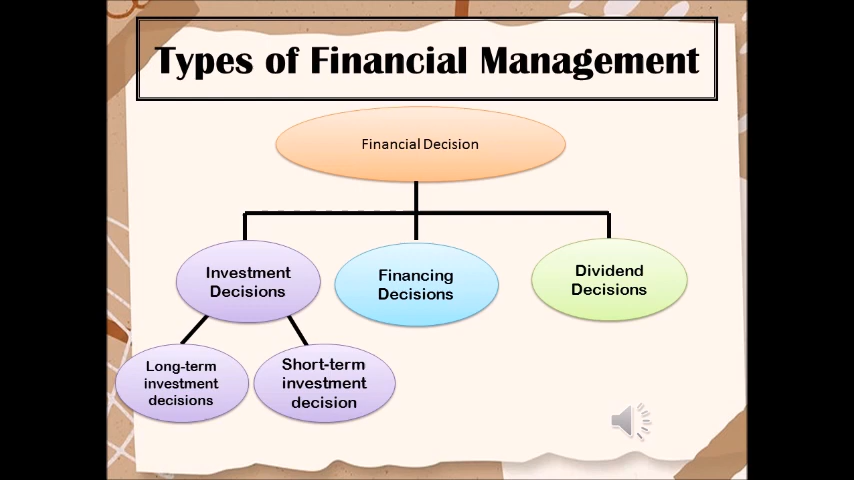 Types of Financial Management
Financial Decision
Investment
Decisions
Financing
Decisions
Dividend
Decisions
Long-term
investment
decisions
Short-term
investment
decision